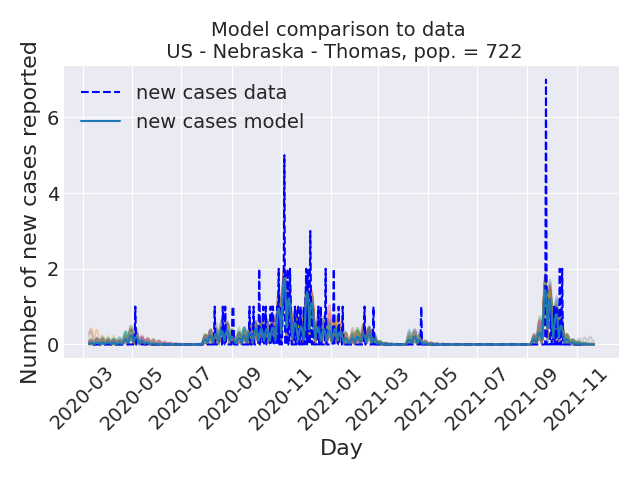 Model comparison to data
US - Nebraska - Thomas, pop. = 722
new cases data
new cases model
Number of new cases reported
6
4
2
0
2020-03
2020-05
2020-07
2020-09
2020-11
2021-01
2021-03
2021-05
2021-07
2021-09
2021-11
Day